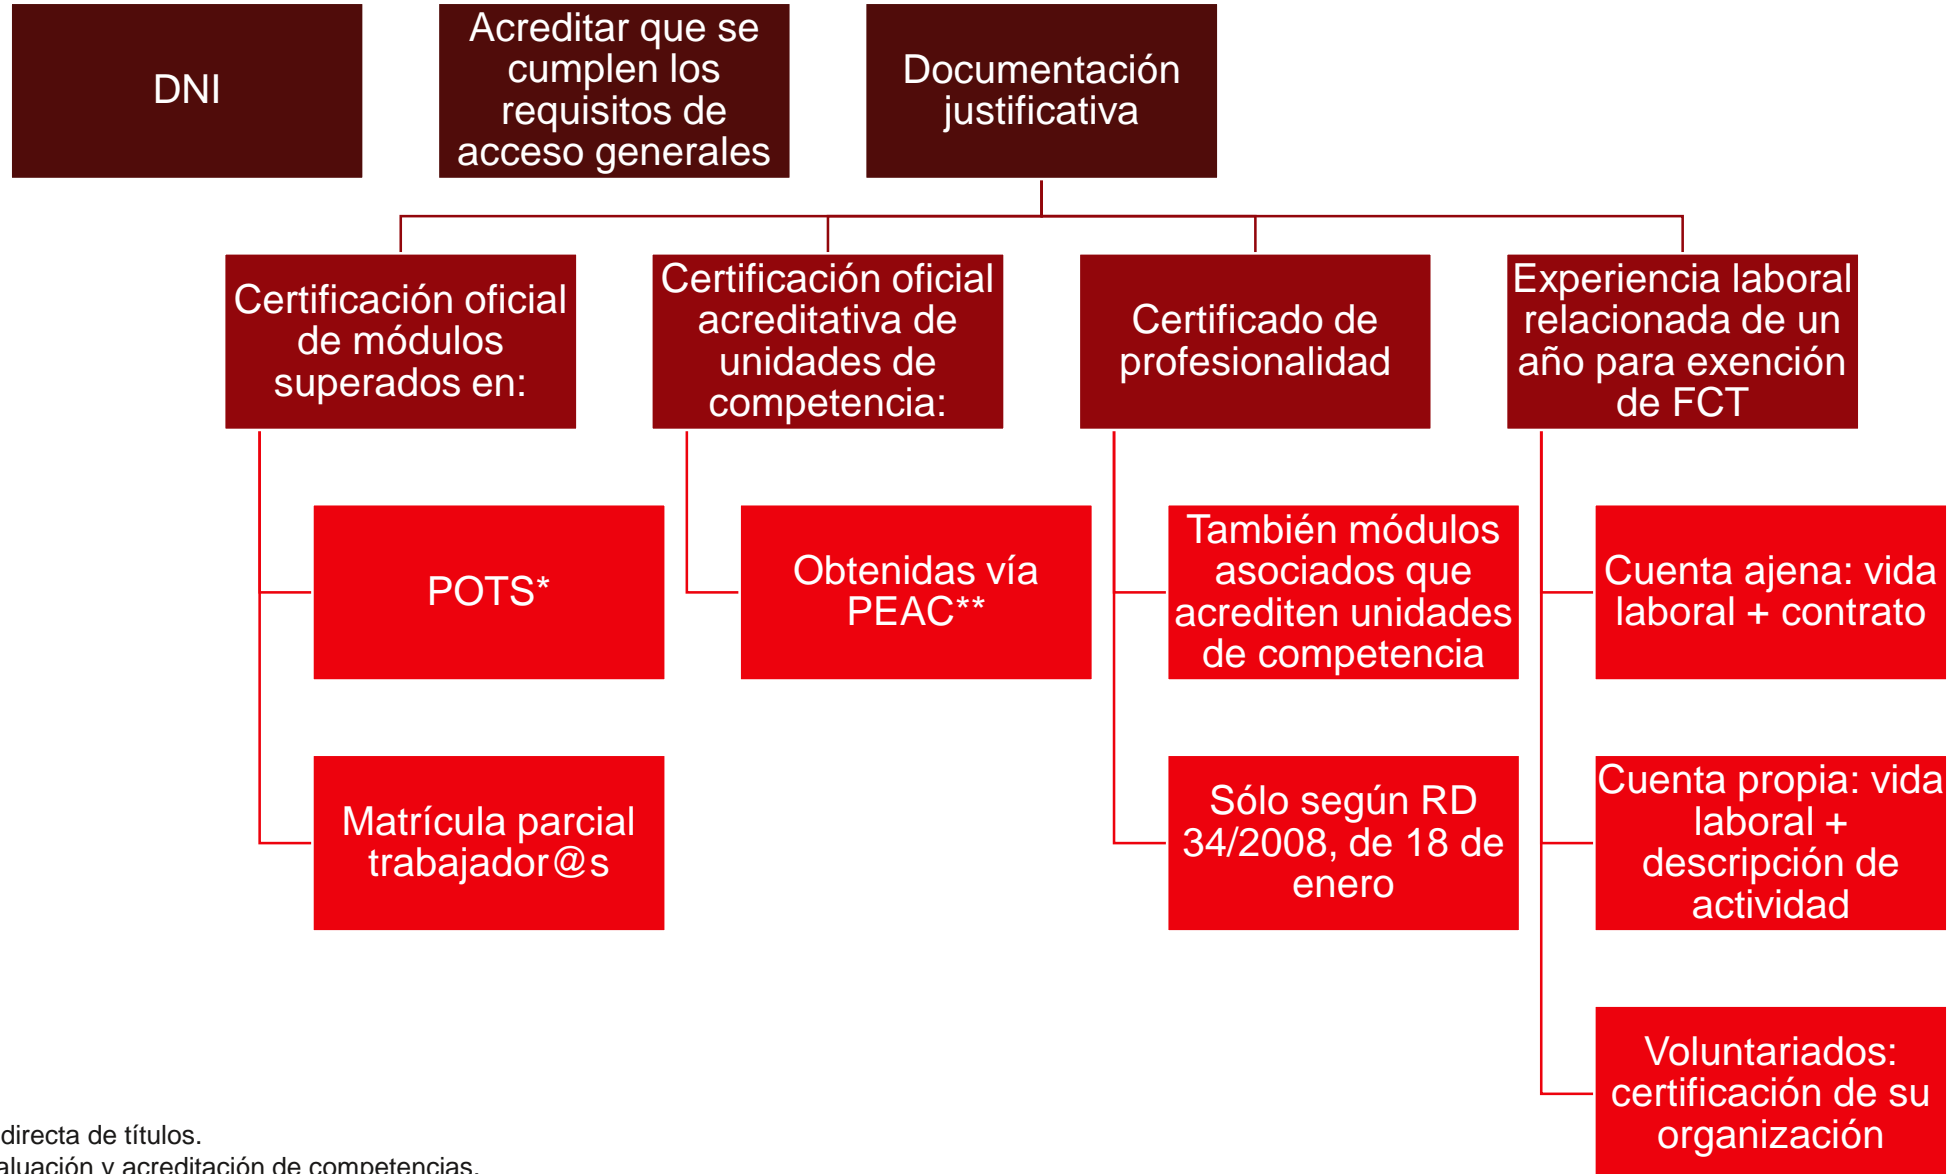 DNI
Acreditar que se
cumplen los
requisitos de
acceso generales
Documentación
justificativa
Certificación oficial
de módulos
superados en:
Certificación oficial
acreditativa de
unidades de
competencia:
Certificado de
profesionalidad
Experiencia laboral
relacionada de un
año para exención
de FCT
POTS*
Obtenidas vía
PEAC**
También módulos
asociados que
acrediten unidades
de competencia
Cuenta ajena: vida
laboral + contrato
Matrícula parcial
trabajador@s
Sólo según RD
34/2008, de 18 de
enero
Cuenta propia: vida
laboral +
descripción de
actividad
Voluntariados:
certificación de su
organización
directa de títulos.
y acreditación de competencias.